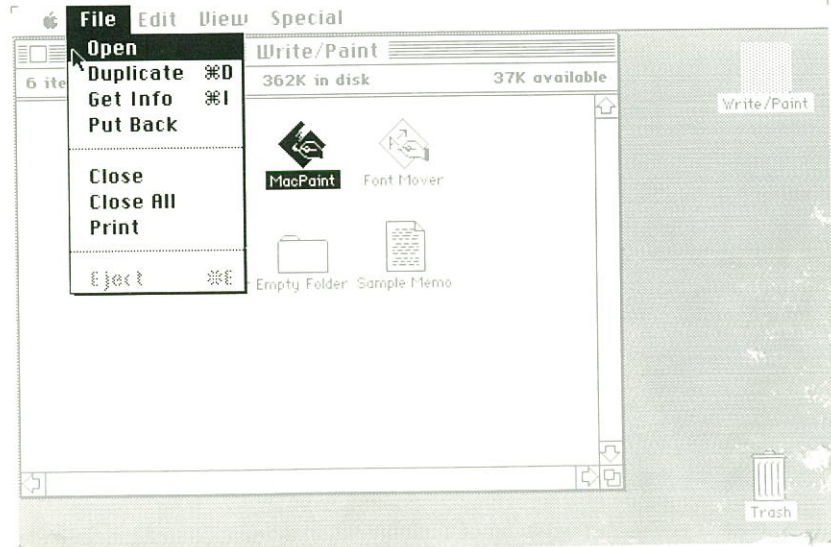 File Edit View Special
Write/Paint
6 ite 362K in disk 37K available
Open
Duplicate ⌘D
Get Info ⌘I
Put Back
Close
Close All
Print
Eject ⌘E
MacPaint Font Mover
Empty Folder Sample Memo
Write/Paint
Trash